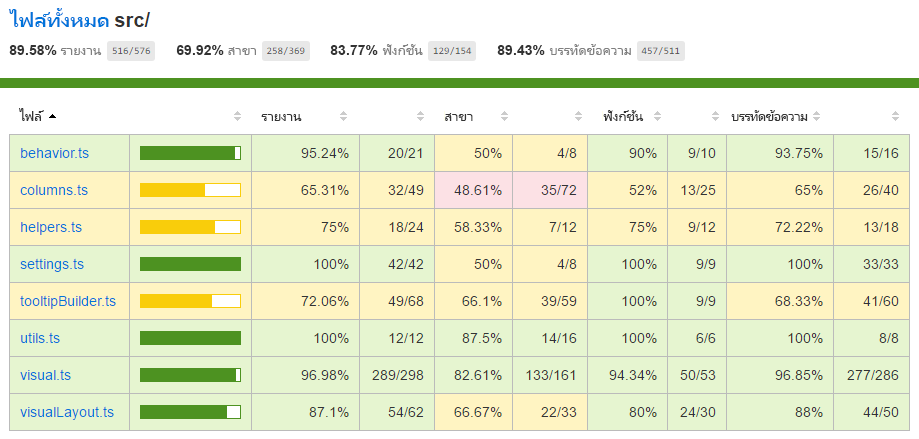 ไฟล์ทั้งหมด src/
89.58% รายงาน 516/576 69.92% สาขา 258/369 83.77% ฟังก์ชัน 129/154 89.43% บรรทัดข้อความ 457/511
ไฟล์ รายงาน สาขา ฟังก์ชัน บรรทัดข้อความ
behavior.ts 95.24% 20/21 50% 4/8 90% 9/10 93.75% 15/16
columns.ts 65.31% 32/49 48.61% 35/72 52% 13/25 65% 26/40
helpers.ts 75% 18/24 58.33% 7/12 75% 9/12 72.22% 13/18
settings.ts 100% 42/42 50% 4/8 100% 9/9 100% 33/33
tooltipBuilder.ts 72.06% 49/68 66.1% 39/59 100% 9/9 68.33% 41/60
utils.ts 100% 12/12 87.5% 14/16 100% 6/6 100% 8/8
visual.ts 96.98% 289/298 82.61% 133/161 94.34% 50/53 96.85% 277/286
visualLayout.ts 87.1% 54/62 66.67% 22/33 80% 24/30 88% 44/50